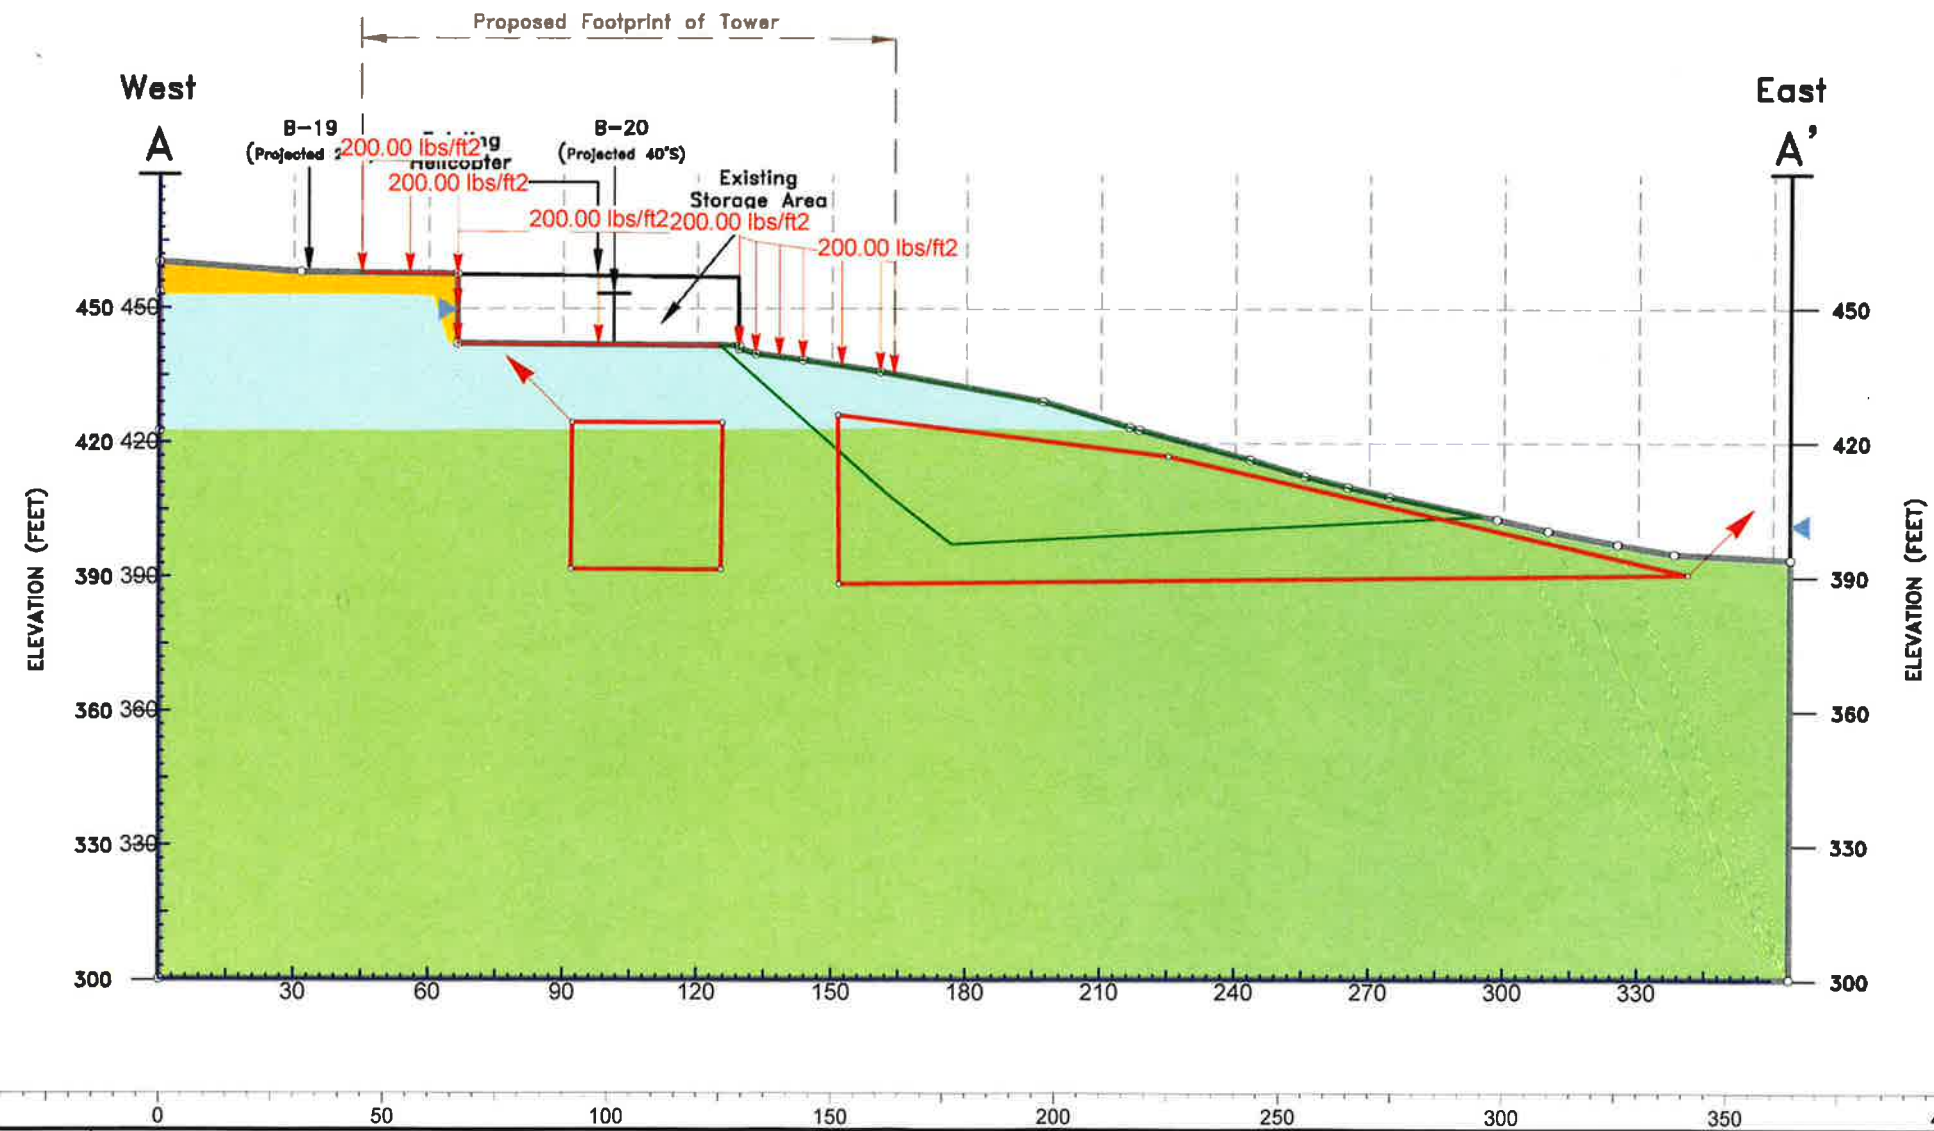 Proposed Footprint of Tower
West
East
A
A'
B-19
(Projected
200.00 lbs/ft2
Helicopter
200.00 lbs/ft2
B-20
(Projected 40'S)
Existing
Storage Area
200.00 lbs/ft2
200.00 lbs/ft2
200.00 lbs/ft2
450 450
450
420 420
420
390 390
390
360 360
360
330 330
330
300
300
ELEVATION (FEET)
ELEVATION (FEET)
30 60 90 120 150 180 210 240 270 300 330
0 50 100 150 200 250 300 350